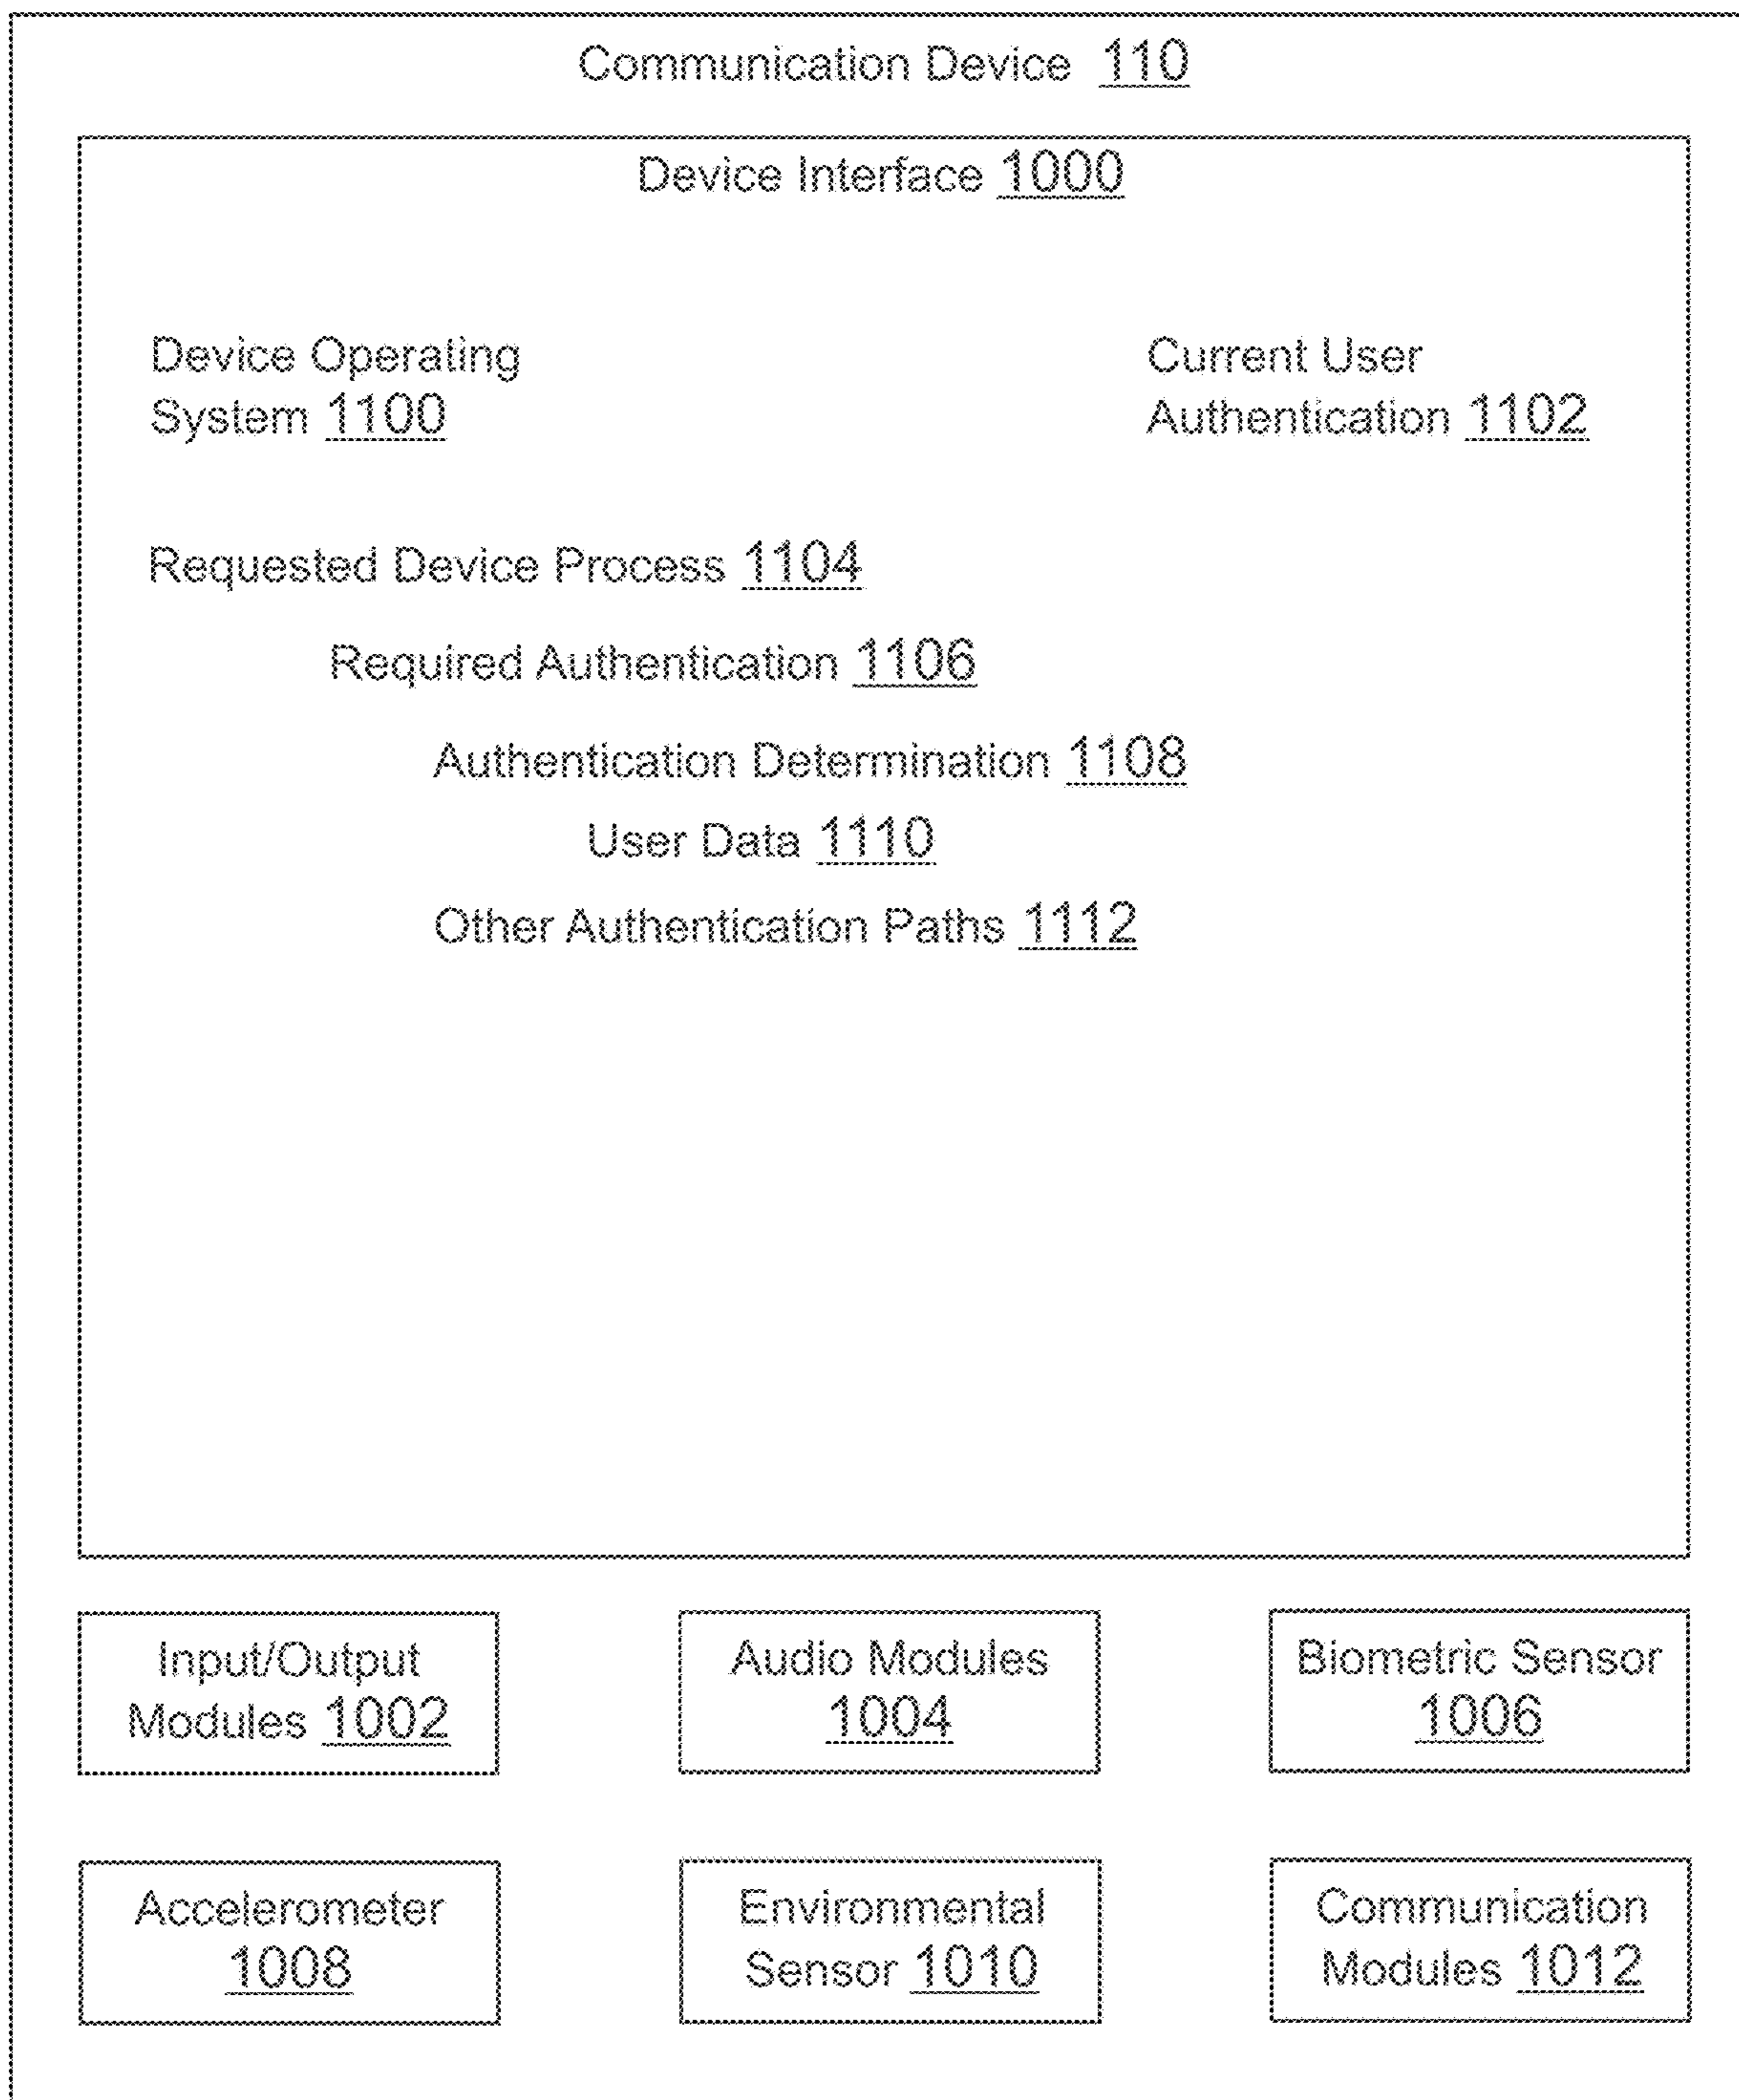 Communication Device 110
Device Interface 1000
Device Operating
System 1100
Current User
Authentication 1102
Requested Device Process 1104
Required Authentication 1106
Authentication Determination 1108
User Data 1110
Other Authentication Paths 1112
Input/Output
Modules 1002
Audio Modules
1004
Biometric Sensor
1006
Accelerometer
1008
Environmental
Sensor 1010
Communication
Modules 1012